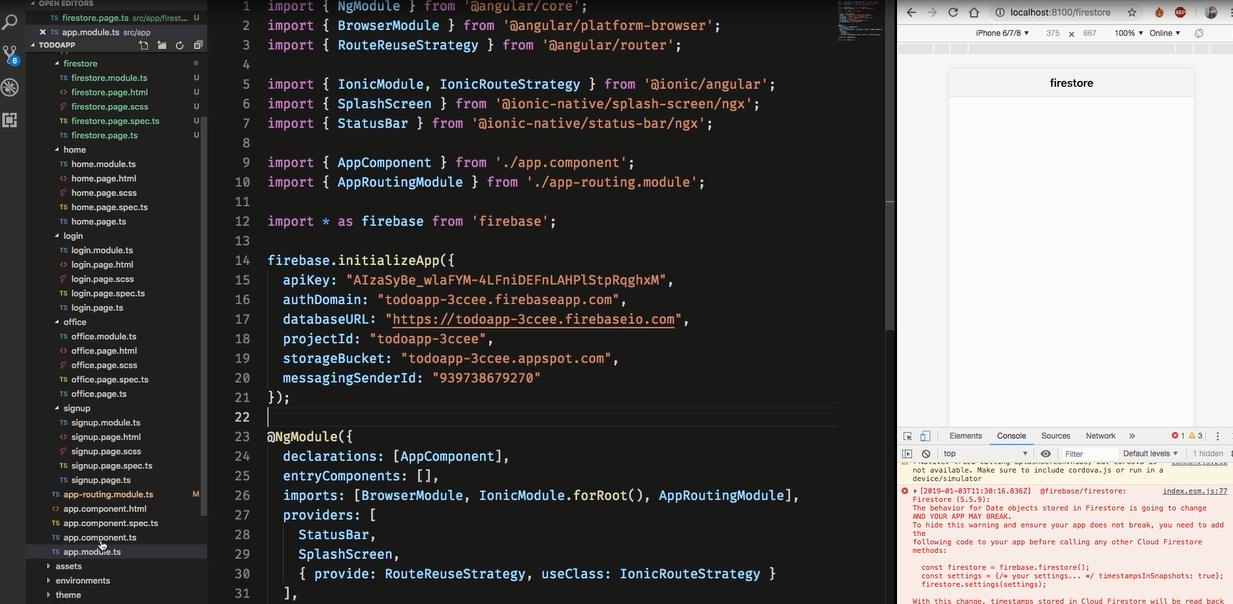 OPEN EDITORS
TS firestore.page.ts src/app/firest... U
TS app.module.ts src/app
TODOAPP
firestore
TS firestore.module.ts U
<> firestore.page.html U
firestore.page.scss U
TS firestore.page.spec.ts U
TS firestore.page.ts U
home
TS home.module.ts
<> home.page.html
home.page.scss
TS home.page.spec.ts
TS home.page.ts
login
TS login.module.ts
<> login.page.html
login.page.scss
TS login.page.spec.ts
TS login.page.ts
office
TS office.module.ts
<> office.page.html
office.page.scss
TS office.page.spec.ts
TS office.page.ts
signup
TS signup.module.ts
<> signup.page.html
signup.page.scss
TS signup.page.spec.ts
TS signup.page.ts
TS app-routing.module.ts M
<> app.component.html
TS app.component.spec.ts
TS app.component.ts
TS app.module.ts
assets
environments
theme
6
1 import { NgModule } from '@angular/core';
2 import { BrowserModule } from '@angular/platform-browser';
3 import { RouteReuseStrategy } from '@angular/router';
4
5 import { IonicModule, IonicRouteStrategy } from '@ionic/angular';
6 import { SplashScreen } from '@ionic-native/splash-screen/ngx';
7 import { StatusBar } from '@ionic-native/status-bar/ngx';
8
9 import { AppComponent } from './app.component';
10 import { AppRoutingModule } from './app-routing.module';
11
12 import * as firebase from 'firebase';
13
14 firebase.initializeApp({
15 apiKey: "AIzaSyBe_wlaFYM-4LFniDEFnLAHPlStpRqghxM",
16 authDomain: "todoapp-3ccee.firebaseapp.com",
17 databaseURL: "https://todoapp-3ccee.firebaseio.com",
18 projectId: "todoapp-3ccee",
19 storageBucket: "todoapp-3ccee.appspot.com",
20 messagingSenderId: "939738679270"
21 });
22
23 @NgModule({
24 declarations: [AppComponent],
25 entryComponents: [],
26 imports: [BrowserModule, IonicModule.forRoot(), AppRoutingModule],
27 providers: [
28 StatusBar,
29 SplashScreen,
30 { provide: RouteReuseStrategy, useClass: IonicRouteStrategy }
31 ],
localhost:8100/firestore
ABP
iPhone 6/7/8 375 x 667 100% Online
firestore
Elements Console Sources Network » 1 3
top Filter Default levels 1 hidden
not available. Make sure to include cordova.js or run in a
device/simulator
[2019-01-03T11:30:16.836Z] @firebase/firestore: index.esm.js:77
Firestore (5.5.9):
The behavior for Date objects stored in Firestore is going to change
AND YOUR APP MAY BREAK.
To hide this warning and ensure your app does not break, you need to add
the
following code to your app before calling any other Cloud Firestore
methods:
const firestore = firebase.firestore();
const settings = {/* your settings... */ timestampsInSnapshots: true};
firestore.settings(settings);
With this change, timestamps stored in Cloud Firestore will be read back